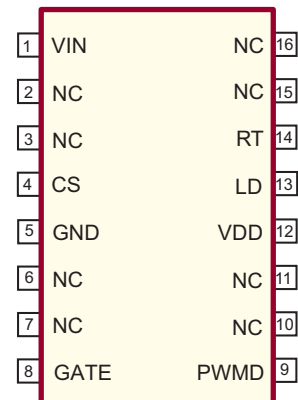 1 VIN NC 16
2 NC NC 15
3 NC RT 14
4 CS LD 13
5 GND VDD 12
6 NC NC 11
7 NC NC 10
8 GATE PWMD 9